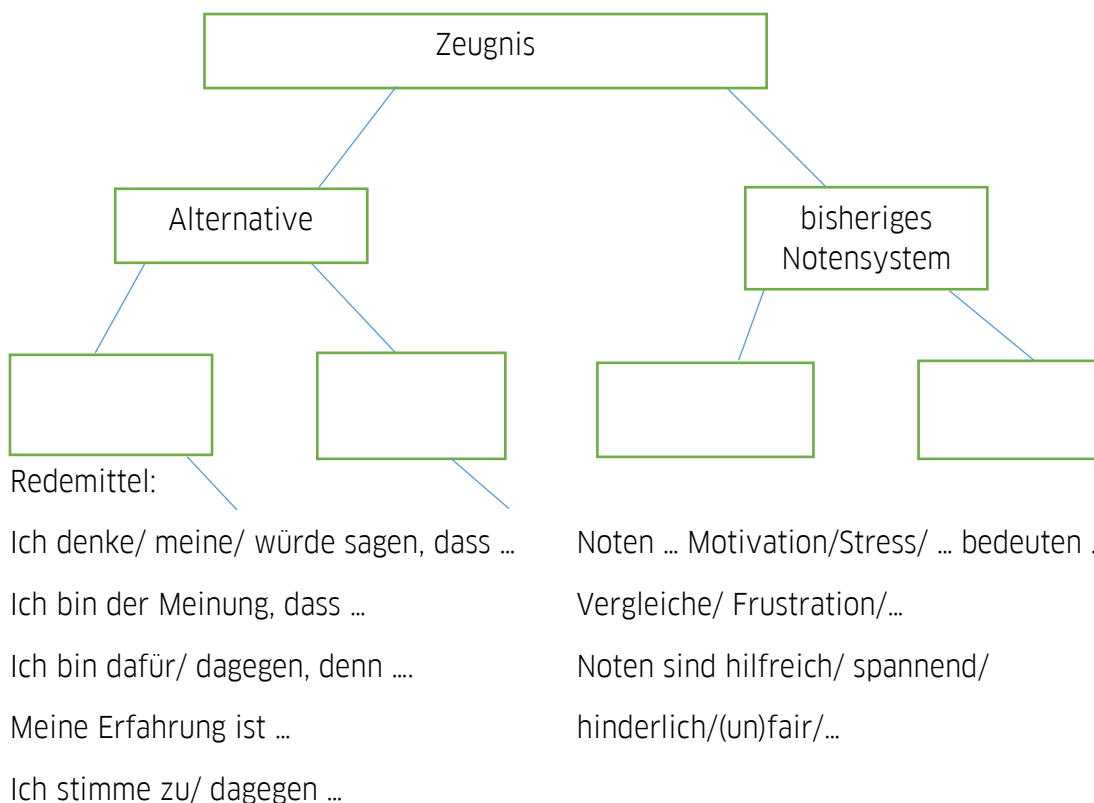 Zeugnis
Alternative
bisheriges
Notensystem
Redemittel:
Ich denke/ meine/ würde sagen, dass ...
Ich bin der Meinung, dass ...
Ich bin dafür/ dagegen, denn ....
Meine Erfahrung ist ...
Ich stimme zu/ dagegen ...
Noten ... Motivation/Stress/ ... bedeuten .
Vergleiche/ Frustration/...
Noten sind hilfreich/ spannend/
hinderlich/(un)fair/...